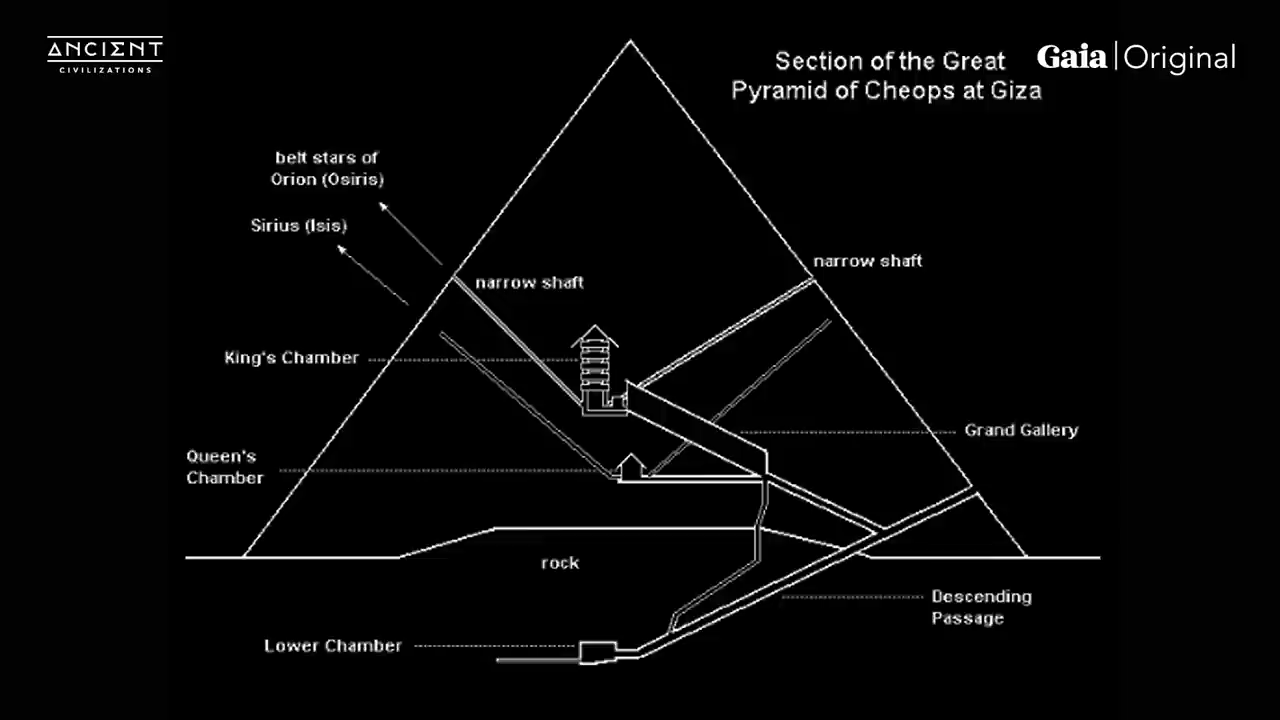 ANCIENT
CIVILIZATIONS
Section of the Great
Pyramid of Cheops at Giza
Gaia | Original
belt stars of
Orion (Osiris)
Sirius (Isis)
narrow shaft
narrow shaft
King's Chamber
Grand Gallery
Queen's
Chamber
rock
Descending
Passage
Lower Chamber